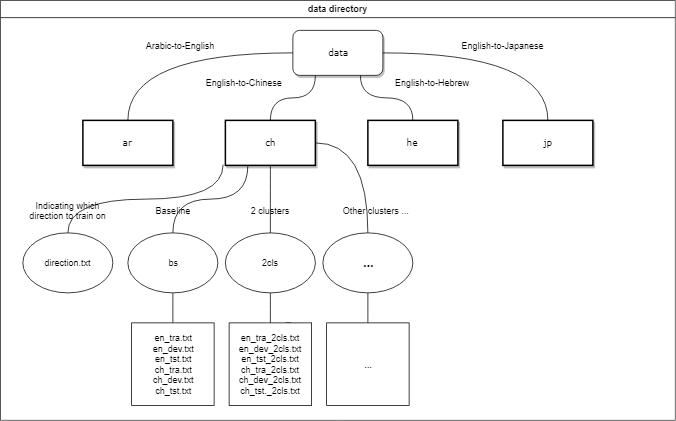 data directory
Arabic-to-English
data
English-to-Japanese
English-to-Chinese
English-to-Hebrew
ar
ch
he
jp
Indicating which
direction to train on
Baseline
2 clusters
Other clusters ...
direction.txt
bs
2cls
...
en_tra.txt
en_dev.txt
en_tst.txt
ch_tra.txt
ch_dev.txt
ch_tst.txt
en_tra_2cls.txt
en_dev_2cls.txt
en_tst_2cls.txt
ch_tra_2cls.txt
ch_dev_2cls.txt
ch_tst._2cls.txt
...